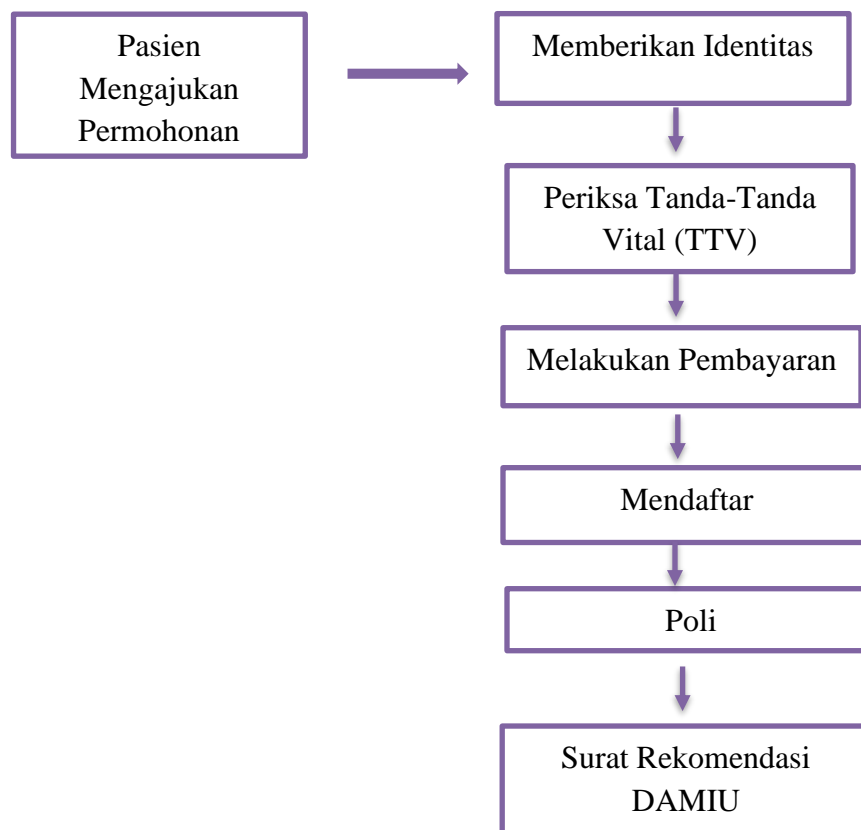 Pasien
Mengajukan
Permohonan
Memberikan Identitas
Periksa Tanda-Tanda
Vital (TTV)
Melakukan Pembayaran
Mendaftar
Poli
Surat Rekomendasi
DAMIU